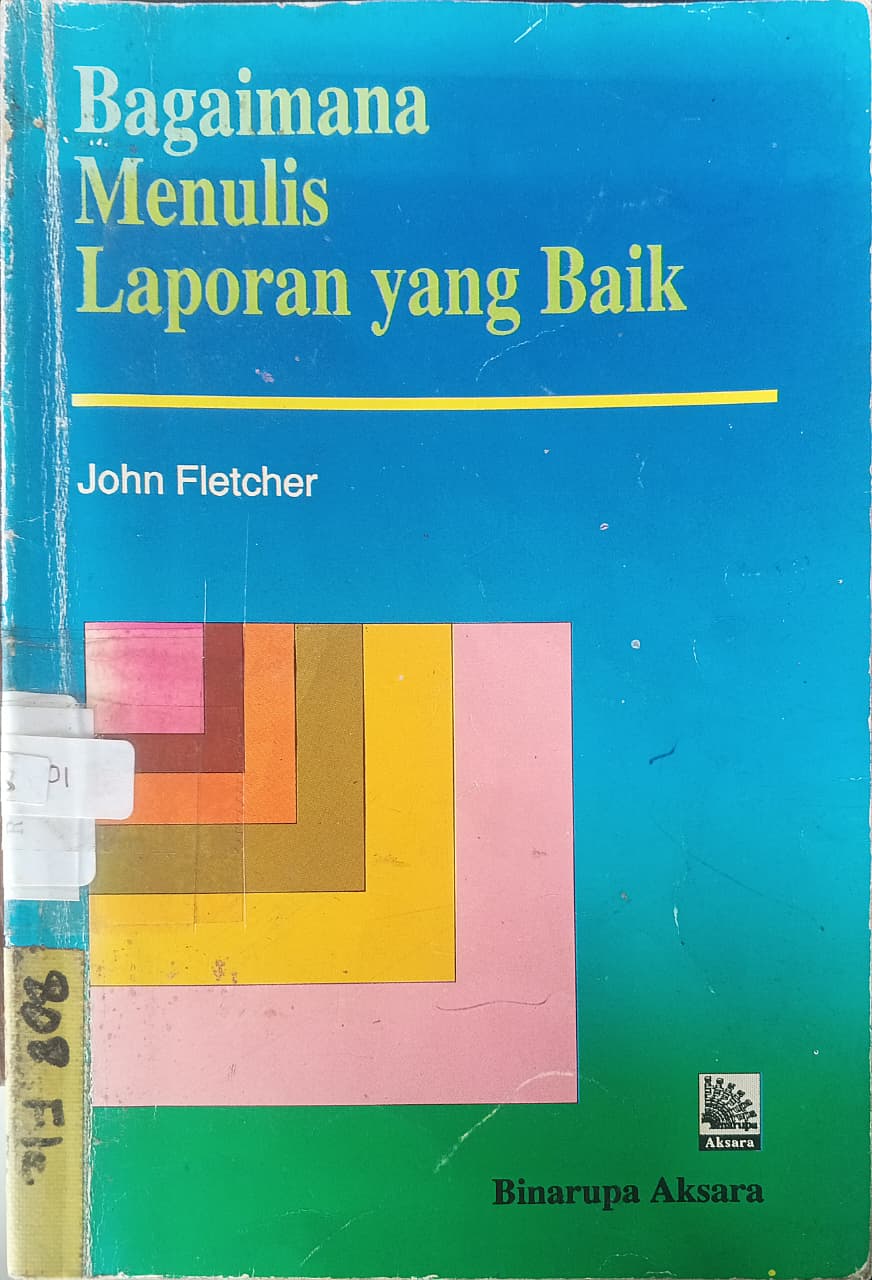 Bagaimana
Menulis
Laporan yang Baik
John Fletcher
808 Fle.
Aksara
Binarupa Aksara